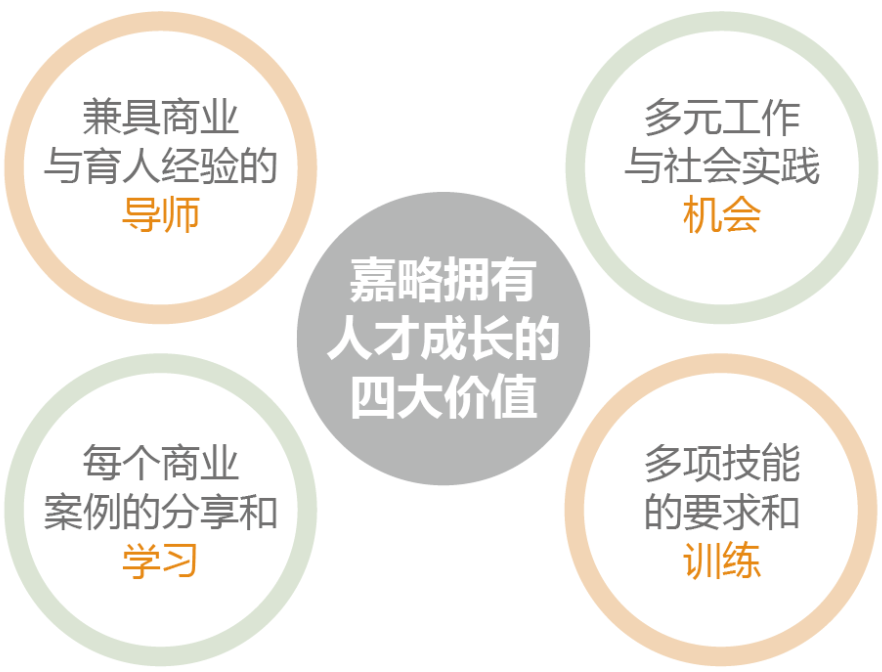 兼具商业
与育人经验的
导师
多元工作
与社会实践
机会
嘉略拥有
人才成长的
四大价值
每个商业
案例的分享和
学习
多项技能
的要求和
训练